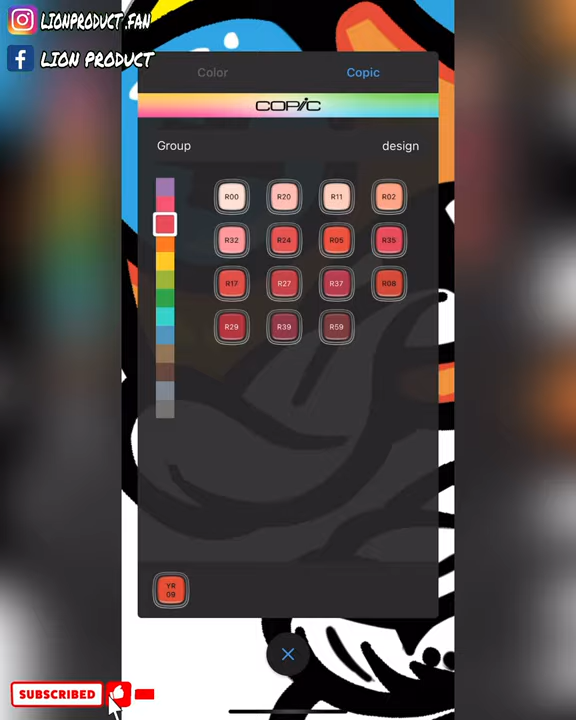 LIONPRODUCT.FAN
LION PRODUCT
Color
Copic
COPIC
Group
design
R00
R20
R11
R02
R32
R24
R05
R35
R17
R27
R37
R08
R29
R39
R59
YR
09
SUBSCRIBED